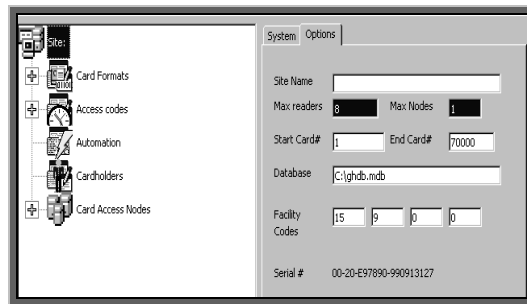 Site:
Card Formats
Access codes
Automation
Cardholders
Card Access Nodes
System Options
Site Name
Max readers 8 Max Nodes 1
Start Card# 1 End Card# 70000
Database C:\ghdb.mdb
Facility Codes 15 9 0 0
Serial # 00-20-E97890-990913127